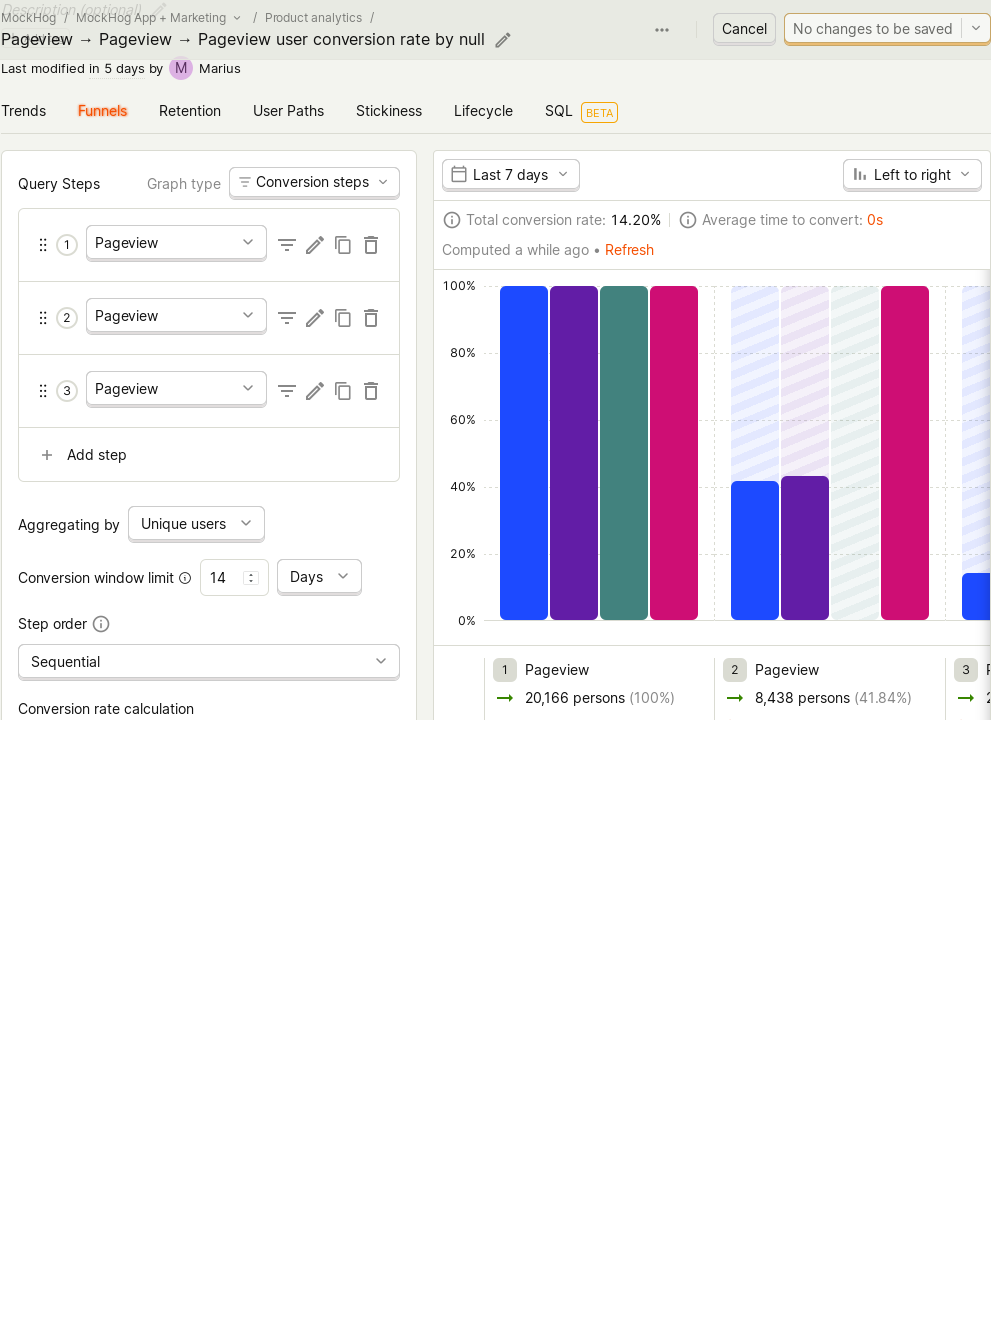 Description (optional)
MockHog / MockHog App + Marketing / Product analytics /
Pageview → Pageview → Pageview user conversion rate by null
Cancel
No changes to be saved
Last modified in 5 days by M Marius
Trends Funnels Retention User Paths Stickiness Lifecycle SQL BETA
Query Steps
Graph type
Conversion steps
1 Pageview
2 Pageview
3 Pageview
Add step
Aggregating by Unique users
Conversion window limit 14 Days
Step order
Sequential
Conversion rate calculation
Last 7 days
Left to right
Total conversion rate: 14.20%
Average time to convert: 0s
Computed a while ago • Refresh
100%
80%
60%
40%
20%
0%
1 Pageview
20,166 persons (100%)
2 Pageview
8,438 persons (41.84%)
3